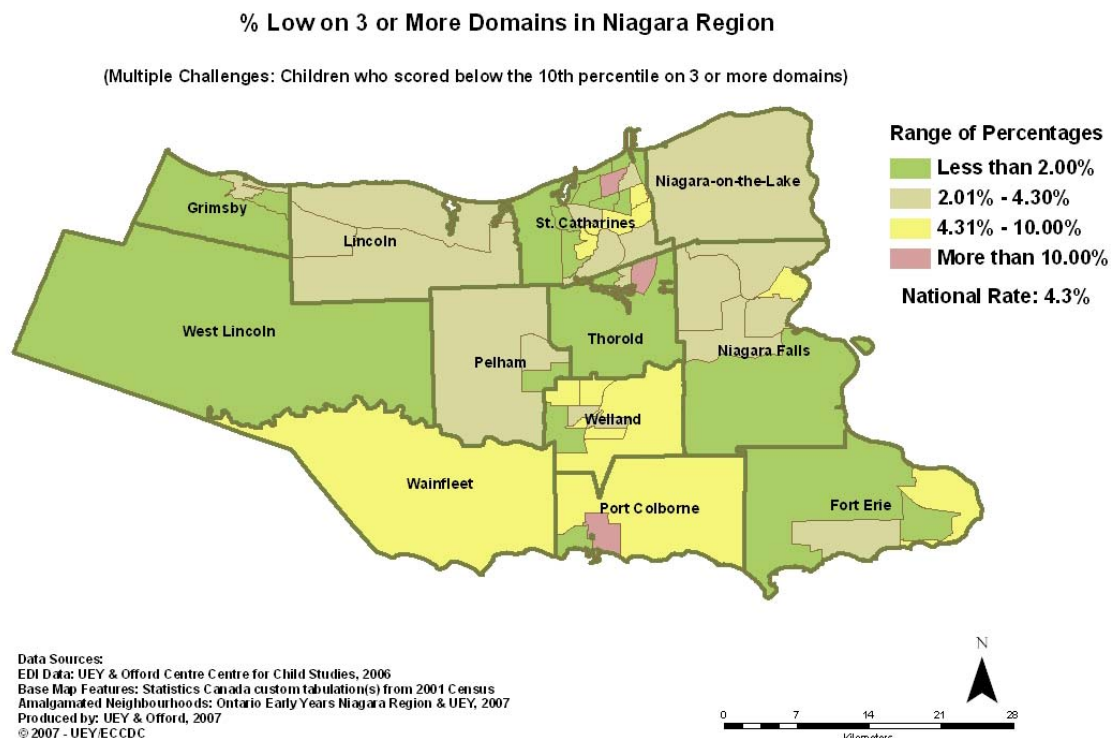 % Low on 3 or More Domains in Niagara Region
(Multiple Challenges: Children who scored below the 10th percentile on 3 or more domains)
Range of Percentages
Less than 2.00%
2.01% - 4.30%
4.31% - 10.00%
More than 10.00%
National Rate: 4.3%
Niagara-on-the-Lake
Grimsby
St. Catharines
Lincoln
West Lincoln
Thorold
Niagara Falls
Pelham
Welland
Wainfleet
Port Colborne
Fort Erie
Data Sources:
EDI Data: UEY & Offord Centre Centre for Child Studies, 2006
Base Map Features: Statistics Canada custom tabulation(s) from 2001 Census
Amalgamated Neighbourhoods: Ontario Early Years Niagara Region & UEY, 2007
Produced by: UEY & Offord, 2007
© 2007 - UEY/ECCDC
N
0 7 14 21 28
Kilometers